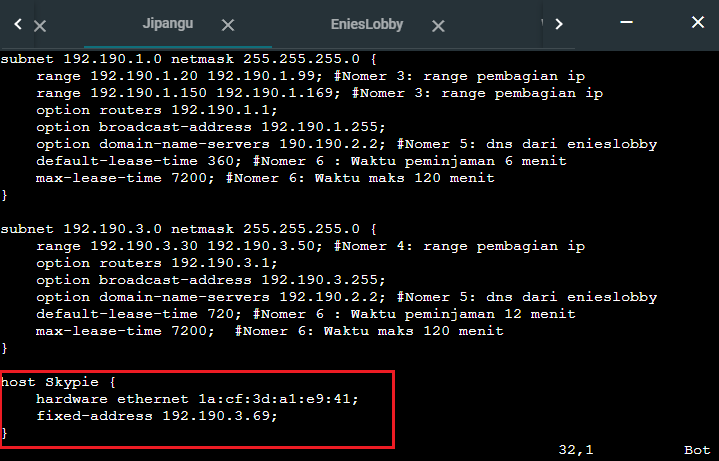 Jipangu
EniesLobby
subnet 192.190.1.0 netmask 255.255.255.0 {
    range 192.190.1.20 192.190.1.99; #Nomer 3: range pembagian ip
    range 192.190.1.150 192.190.1.169; #Nomer 3: range pembagian ip
    option routers 192.190.1.1;
    option broadcast-address 192.190.1.255;
    option domain-name-servers 190.190.2.2; #Nomer 5: dns dari enieslobby
    default-lease-time 360; #Nomer 6 : Waktu peminjaman 6 menit
    max-lease-time 7200; #Nomer 6: Waktu maks 120 menit
}
subnet 192.190.3.0 netmask 255.255.255.0 {
    range 192.190.3.30 192.190.3.50; #Nomer 4: range pembagian ip
    option routers 192.190.3.1;
    option broadcast-address 192.190.3.255;
    option domain-name-servers 192.190.2.2; #Nomer 5: dns dari enieslobby
    default-lease-time 720; #Nomer 6 : Waktu peminjaman 12 menit
    max-lease-time 7200;  #Nomer 6: Waktu maks 120 menit
}
host Skypie {
    hardware ethernet 1a:cf:3d:a1:e9:41;
    fixed-address 192.190.3.69;
}
32,1 Bot